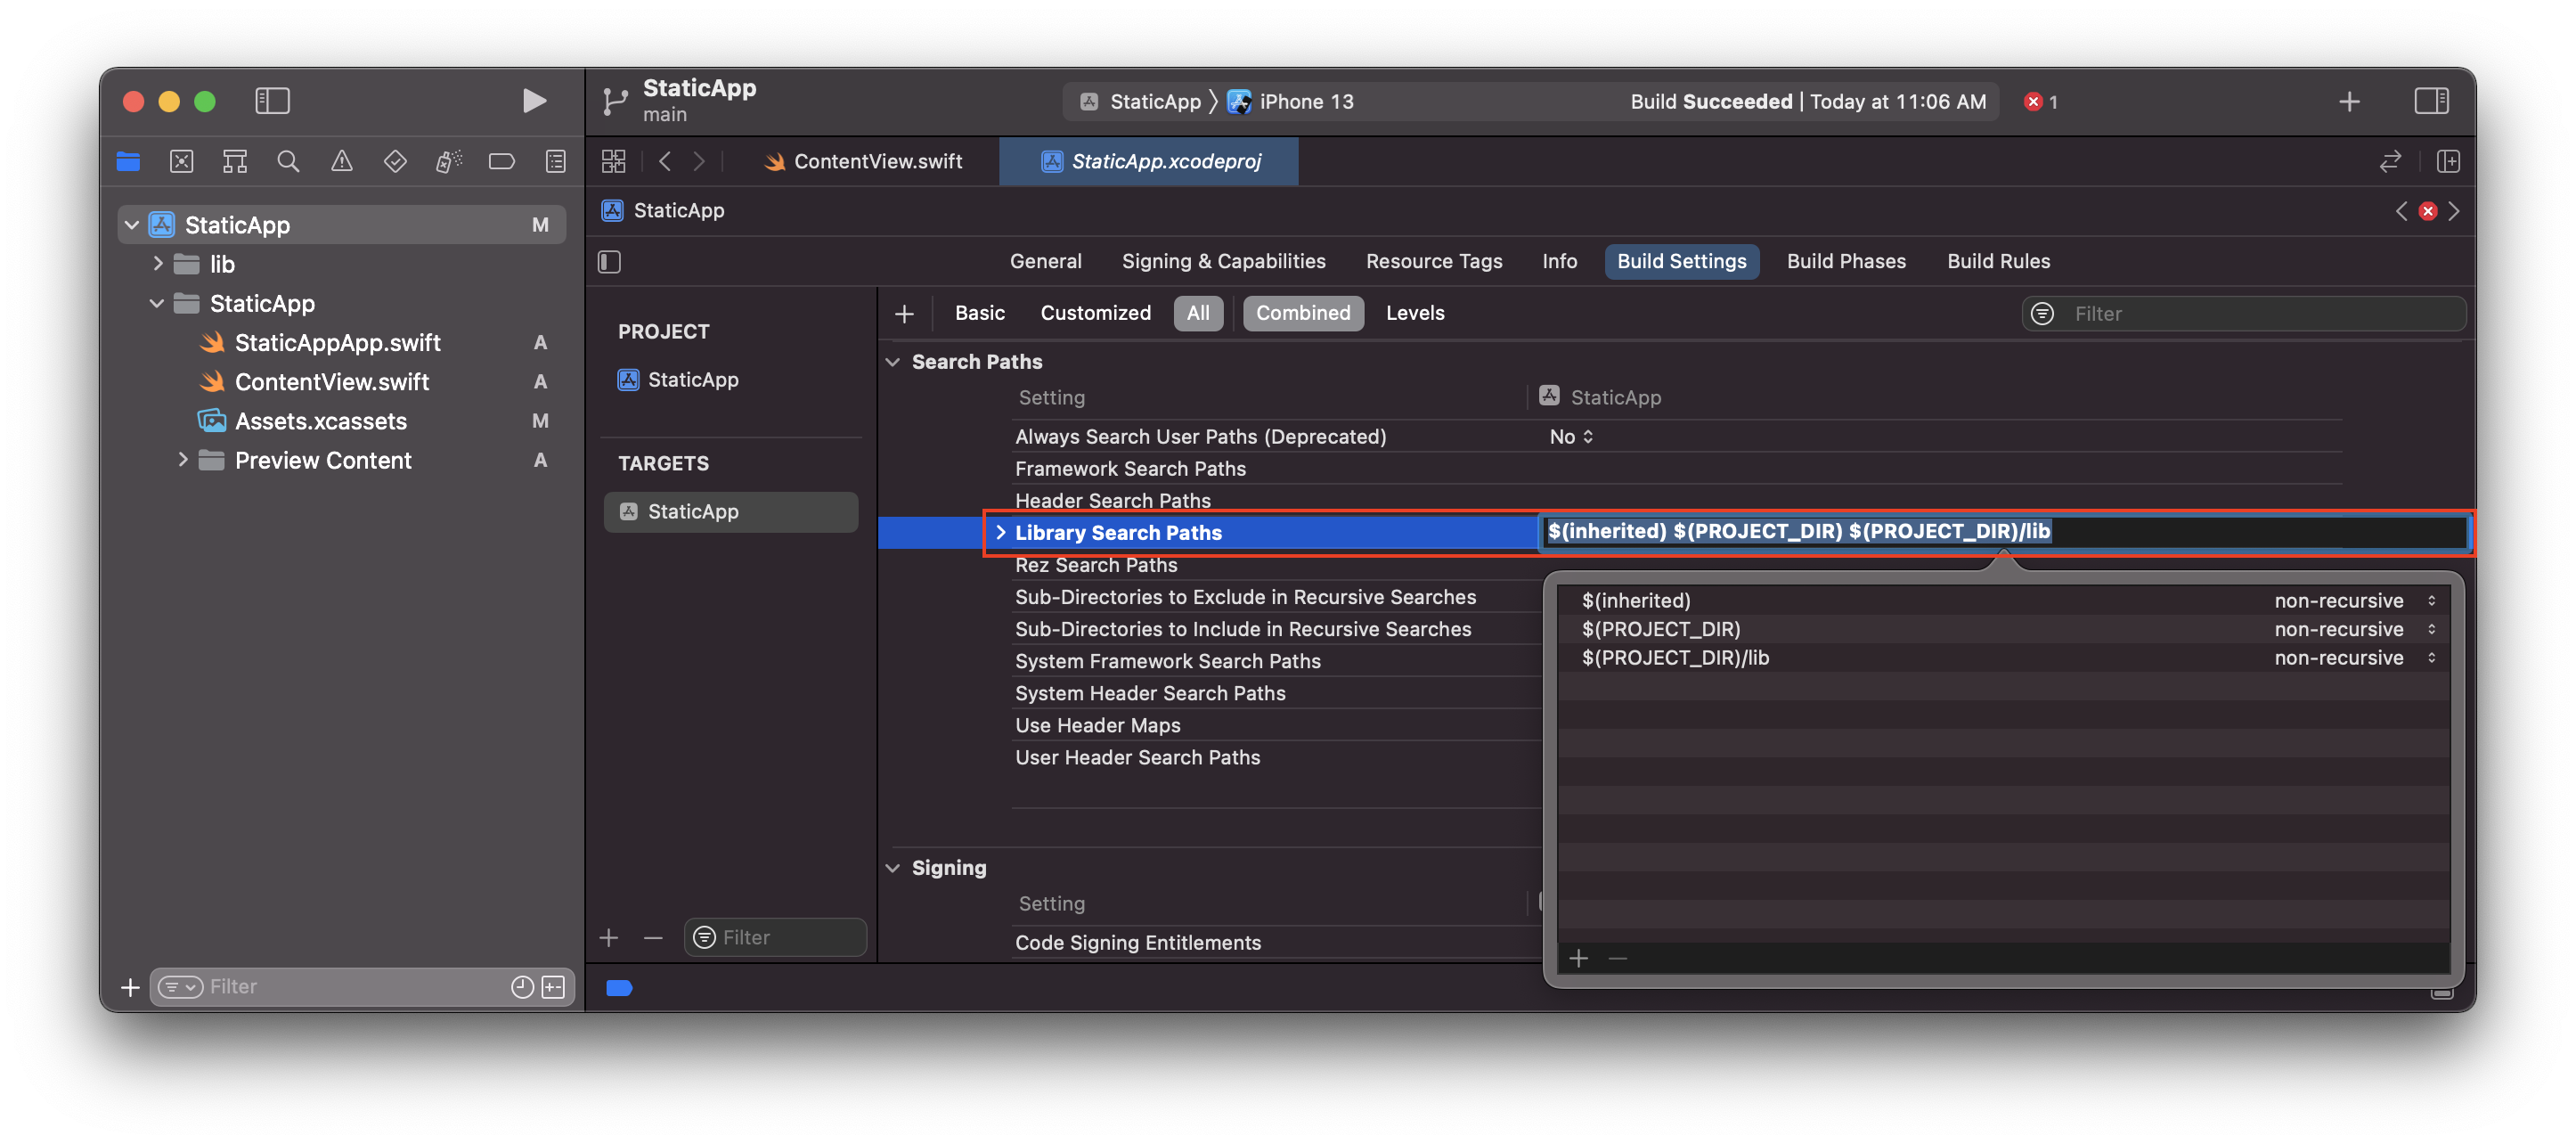 StaticApp
main
StaticApp 〉 iPhone 13
Build Succeeded | Today at 11:06 AM
1
ContentView.swift
StaticApp.xcodeproj
StaticApp M
lib
StaticApp
StaticAppApp.swift A
ContentView.swift A
Assets.xcassets M
Preview Content A
Filter
StaticApp
General Signing & Capabilities Resource Tags Info Build Settings Build Phases Build Rules
PROJECT
StaticApp
TARGETS
StaticApp
Filter
Basic Customized All Combined Levels
Filter
Search Paths
Setting StaticApp
Always Search User Paths (Deprecated) No
Framework Search Paths
Header Search Paths
Library Search Paths $(inherited) $(PROJECT_DIR) $(PROJECT_DIR)/lib
Rez Search Paths
Sub-Directories to Exclude in Recursive Searches
Sub-Directories to Include in Recursive Searches
System Framework Search Paths
System Header Search Paths
Use Header Maps
User Header Search Paths
$(inherited) non-recursive
$(PROJECT_DIR) non-recursive
$(PROJECT_DIR)/lib non-recursive
Signing
Setting
Code Signing Entitlements